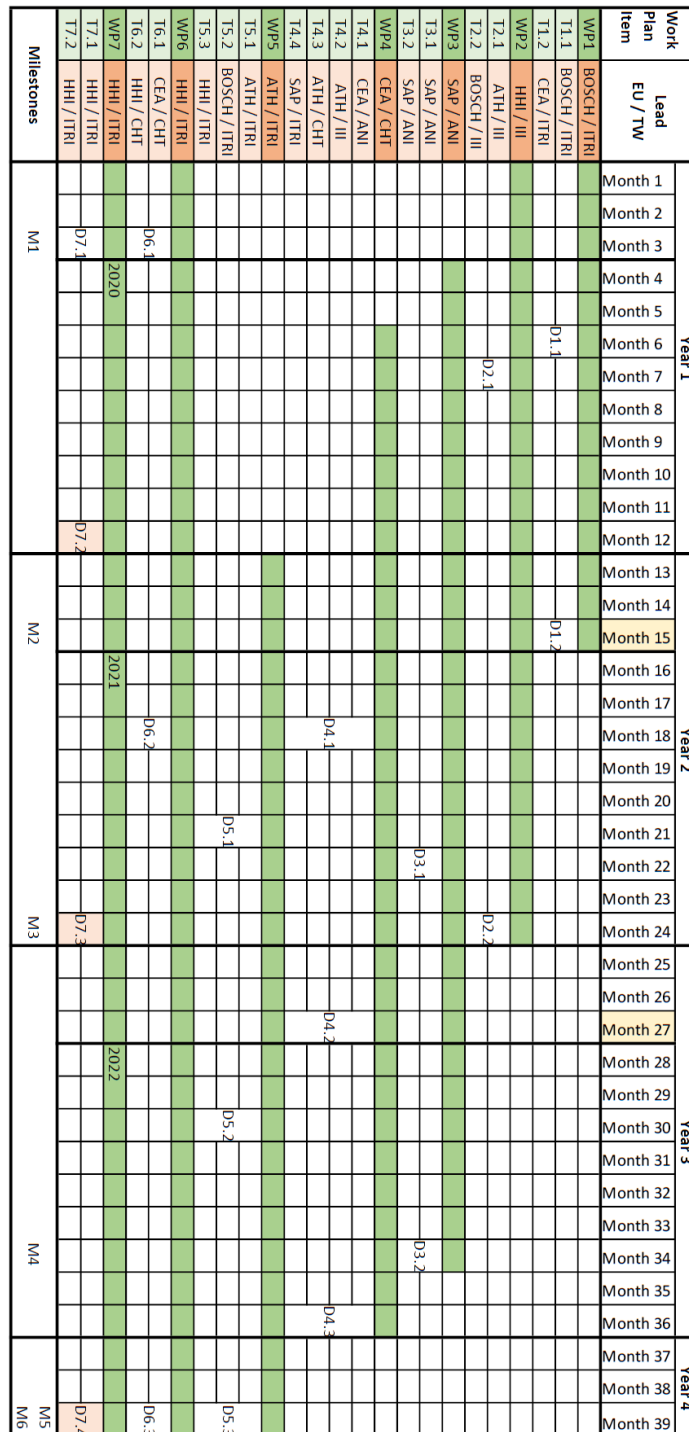 Work Plan Item
Lead EU / TW
Year 1
Year 2
Year 3
Year 4
Month 1
Month 2
Month 3
Month 4
Month 5
Month 6
Month 7
Month 8
Month 9
Month 10
Month 11
Month 12
Month 13
Month 14
Month 15
Month 16
Month 17
Month 18
Month 19
Month 20
Month 21
Month 22
Month 23
Month 24
Month 25
Month 26
Month 27
Month 28
Month 29
Month 30
Month 31
Month 32
Month 33
Month 34
Month 35
Month 36
Month 37
Month 38
Month 39
WP1 BOSCH / ITRI
T1.1 BOSCH / ITRI
D1.1 D1.2
T1.2 CEA / ITRI
WP2 HHI / III
T2.1 ATH / III
D2.1 D2.2
T2.2 BOSCH / III
WP3 SAP / ANI
T3.1 SAP / ANI
D3.1 D3.2
T3.2 SAP / ANI
WP4 CEA / CHT
T4.1 CEA / ANI
T4.2 ATH / III
D4.1 D4.2 D4.3
T4.3 ATH / CHT
T4.4 SAP / ITRI
WP5 ATH / ITRI
T5.1 ATH / ITRI
T5.2 BOSCH / ITRI D5.1 D5.2 D5.3
T5.3 HHI / ITRI
WP6 HHI / ITRI
T6.1 CEA / CHT
D6.1 D6.2 D6.3
T6.2 HHI / CHT
WP7 HHI / ITRI 2020 2021 2022
T7.1 HHI / ITRI
D7.1 D7.2 D7.3 D7.4
T7.2 HHI / ITRI
Milestones M1 M2 M3 M4 M5
M6